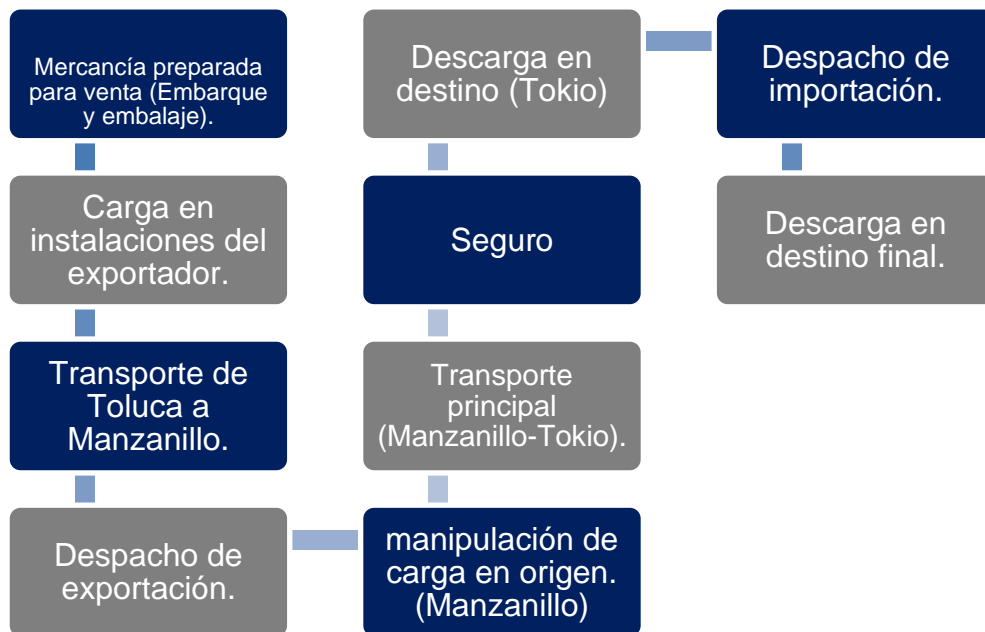 Mercancía preparada
para venta (Embarque
y embalaje).
Carga en
instalaciones del
exportador.
Transporte de
Toluca a
Manzanillo.
Despacho de
exportación.
manipulación de
carga en origen.
(Manzanillo)
Transporte
principal
(Manzanillo-Tokio).
Seguro
Descarga en
destino (Tokio)
Despacho de
importación.
Descarga en
destino final.